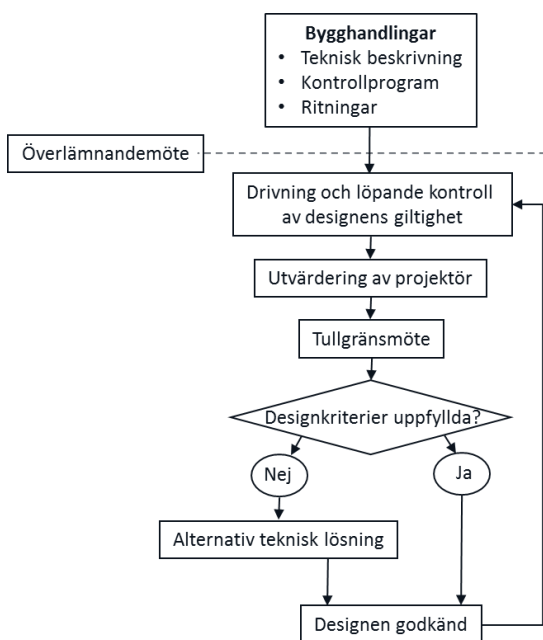 Bygghandlingar
• Teknisk beskrivning
• Kontrollprogram
• Ritningar
Överlämnandemöte
Drivning och löpande kontroll
av designens giltighet
Utvärdering av projektör
Tullgränsmöte
Designkriterier uppfyllda?
Nej
Ja
Alternativ teknisk lösning
Designen godkänd